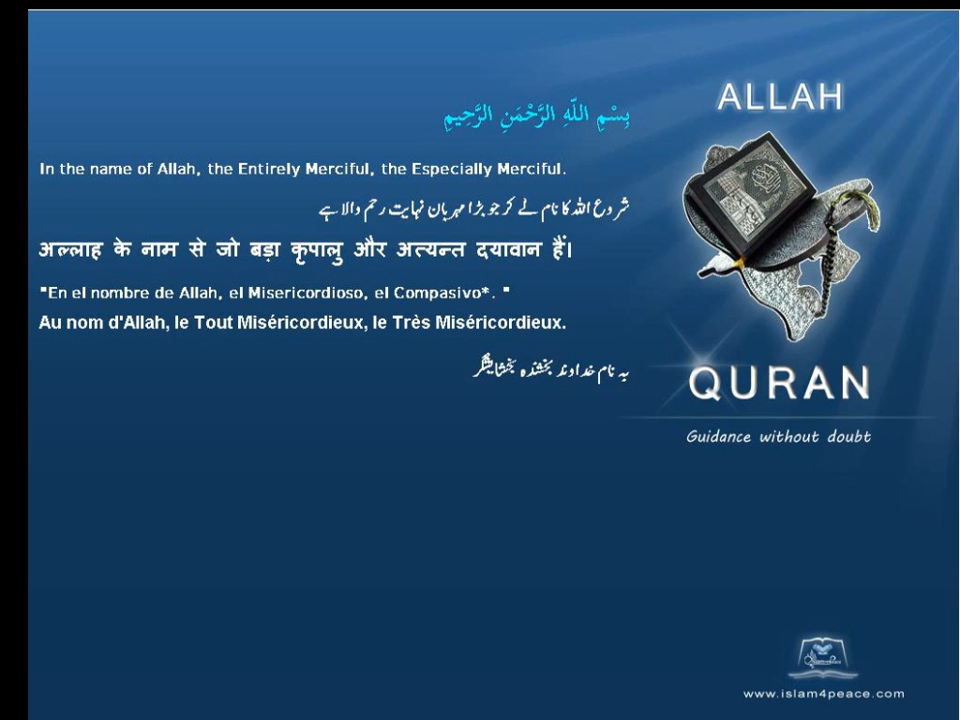 بِسْمِ اللَّهِ الرَّحْمَنِ الرَّحِيمِ
In the name of Allah, the Entirely Merciful, the Especially Merciful.
شروع اللہ کا نام لے کر جو بڑا مہربان نہایت رحم والا ہے
अल्लाह के नाम से जो बड़ा कृपालु और अत्यन्त दयावान हैं।
"En el nombre de Allah, el Misericordioso, el Compasivo*. "
Au nom d'Allah, le Tout Miséricordieux, le Très Miséricordieux.
به نام خداوند بخشنده بخشایشگر
ALLAH
QURAN
Guidance without doubt
www.islam4peace.com